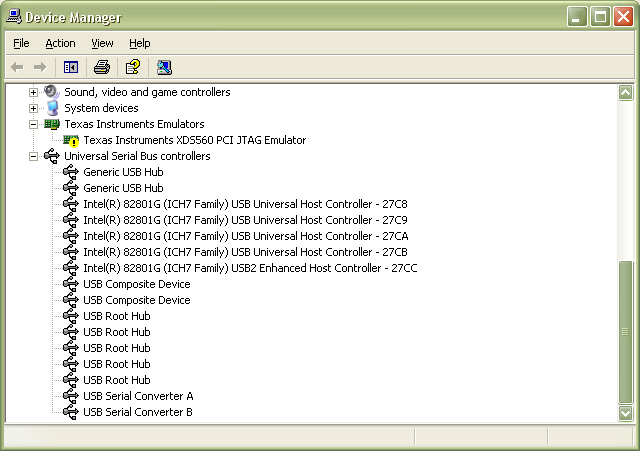 Device Manager
File Action View Help
Sound, video and game controllers
System devices
Texas Instruments Emulators
Texas Instruments XDS560 PCI JTAG Emulator
Universal Serial Bus controllers
Generic USB Hub
Generic USB Hub
Intel(R) 82801G (ICH7 Family) USB Universal Host Controller - 27C8
Intel(R) 82801G (ICH7 Family) USB Universal Host Controller - 27C9
Intel(R) 82801G (ICH7 Family) USB Universal Host Controller - 27CA
Intel(R) 82801G (ICH7 Family) USB Universal Host Controller - 27CB
Intel(R) 82801G (ICH7 Family) USB2 Enhanced Host Controller - 27CC
USB Composite Device
USB Composite Device
USB Root Hub
USB Root Hub
USB Root Hub
USB Root Hub
USB Root Hub
USB Serial Converter A
USB Serial Converter B